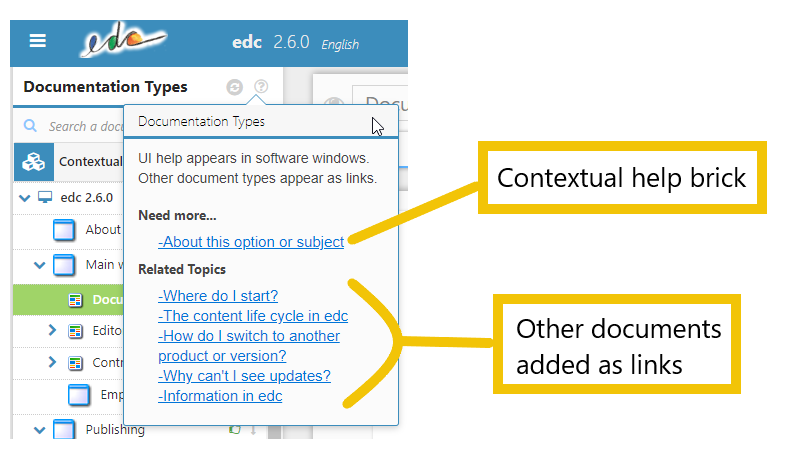 edc
edc 2.6.0 English
Documentation Types
Docu
Search a docu
Documentation Types
Contextual
UI help appears in software windows.
Other document types appear as links.
Contextual help brick
edc 2.6.0
Need more...
About
-About this option or subject
Main w
Related Topics
Docu
-Where do I start?
-The content life cycle in edc
Other documents
Edito
-How do I switch to another
product or version?
added as links
Contr
-Why can't I see updates?
Emp
-Information in edc
Publishing